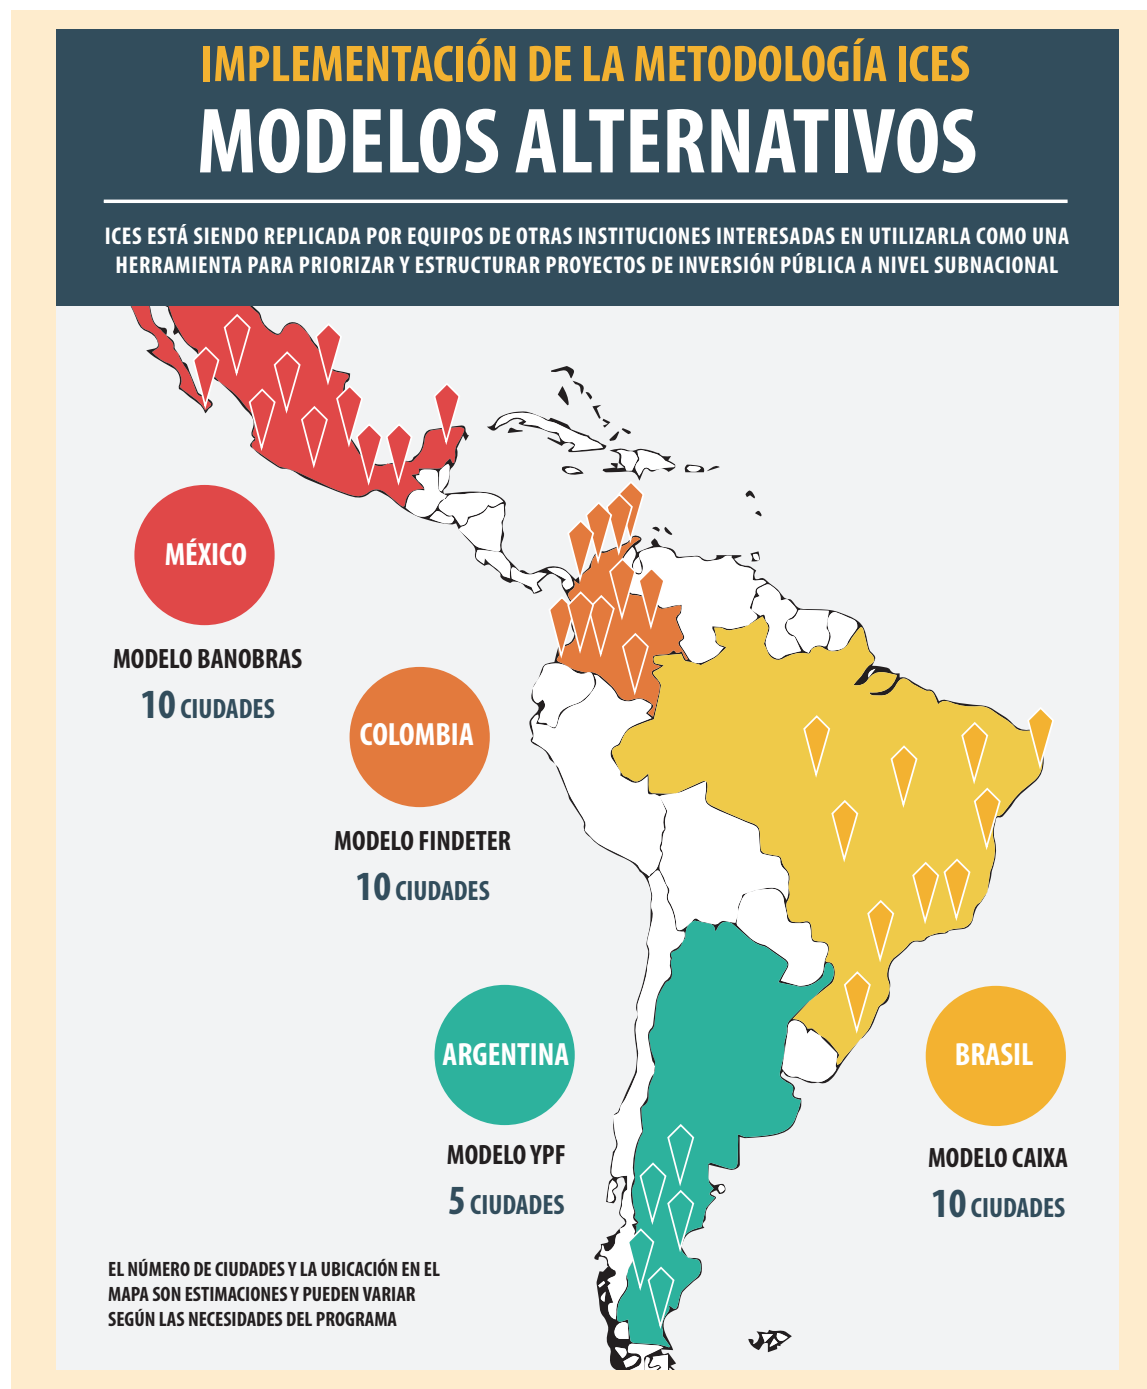 IMPLEMENTACIÓN DE LA METODOLOGÍA ICES
MODELOS ALTERNATIVOS
ICES ESTÁ SIENDO REPLICADA POR EQUIPOS DE OTRAS INSTITUCIONES INTERESADAS EN UTILIZARLA COMO UNA
HERRAMIENTA PARA PRIORIZAR Y ESTRUCTURAR PROYECTOS DE INVERSIÓN PÚBLICA A NIVEL SUBNACIONAL
MÉXICO
MODELO BANOBRAS
10 CIUDADES
COLOMBIA
MODELO FINDETER
10 CIUDADES
ARGENTINA
MODELO YPF
5 CIUDADES
BRASIL
MODELO CAIXA
10 CIUDADES
EL NÚMERO DE CIUDADES Y LA UBICACIÓN EN EL
MAPA SON ESTIMACIONES Y PUEDEN VARIAR
SEGÚN LAS NECESIDADES DEL PROGRAMA